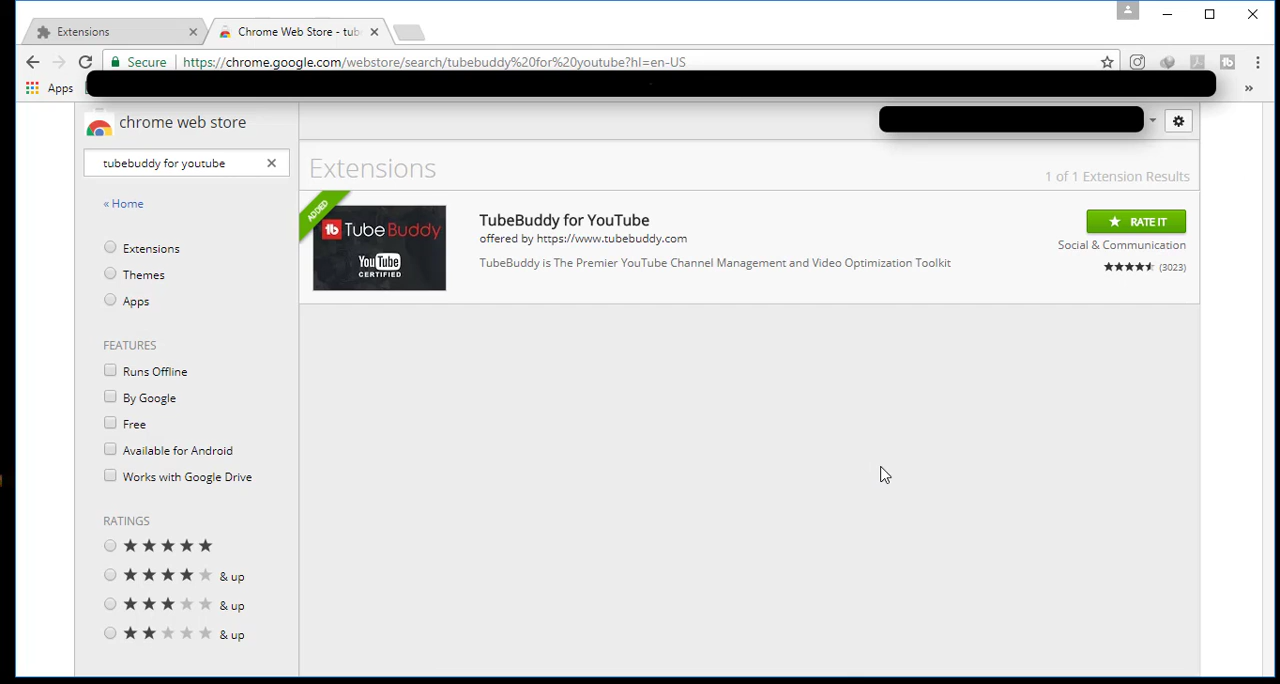 Extensions
Chrome Web Store - tub
Secure
https://chrome.google.com/webstore/search/tubebuddy%20for%20youtube?hl=en-US
tb
Apps
»
chrome web store
tubebuddy for youtube
« Home
Extensions
Themes
Apps
FEATURES
Runs Offline
By Google
Free
Available for Android
Works with Google Drive
RATINGS
& up
& up
& up
Extensions
1 of 1 Extension Results
ADDED
tb TubeBuddy
YouTube
CERTIFIED
TubeBuddy for YouTube
offered by https://www.tubebuddy.com
TubeBuddy is The Premier YouTube Channel Management and Video Optimization Toolkit
RATE IT
Social & Communication
(3023)